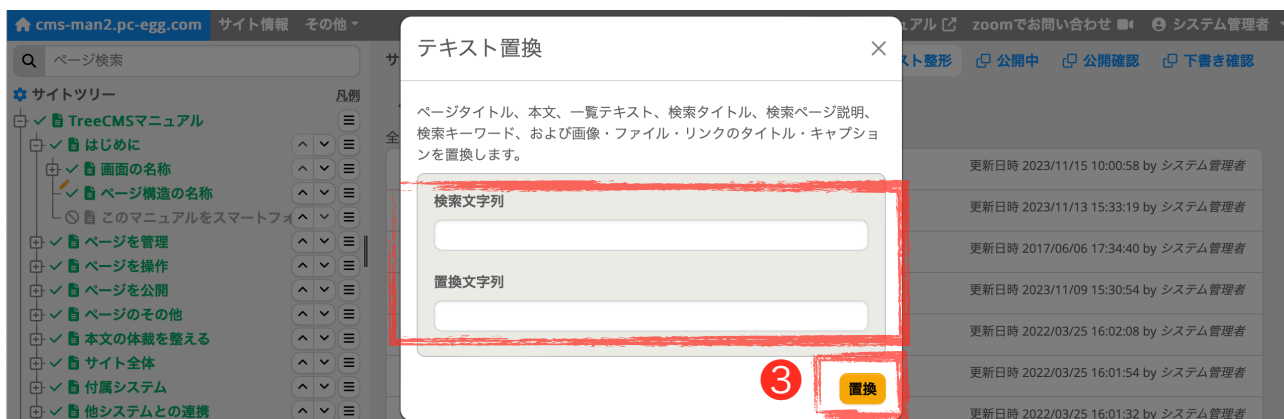 cms-man2.pc-egg.com サイト情報 その他
ュアル zoomでお問い合わせ システム管理者
ページ検索
サイトツリー 凡例
TreeCMSマニュアル
はじめに
画面の名称
ページ構造の名称
このマニュアルをスマートフォ
ページを管理
ページを操作
ページを公開
ページのその他
本文の体裁を整える
サイト全体
付属システム
他システムとの連携
サ
全
テキスト置換
ページタイトル、本文、一覧テキスト、検索タイトル、検索ページ説明、
検索キーワード、および画像・ファイル・リンクのタイトル・キャプショ
ンを置換します。
検索文字列
置換文字列
3
置換
スト整形 公開中 公開確認 下書き確認
更新日時 2023/11/15 10:00:58 by システム管理者
更新日時 2023/11/13 15:33:19 by システム管理者
更新日時 2017/06/06 17:34:40 by システム管理者
更新日時 2023/11/09 15:30:54 by システム管理者
更新日時 2022/03/25 16:02:08 by システム管理者
更新日時 2022/03/25 16:01:54 by システム管理者
更新日時 2022/03/25 16:01:32 by システム管理者